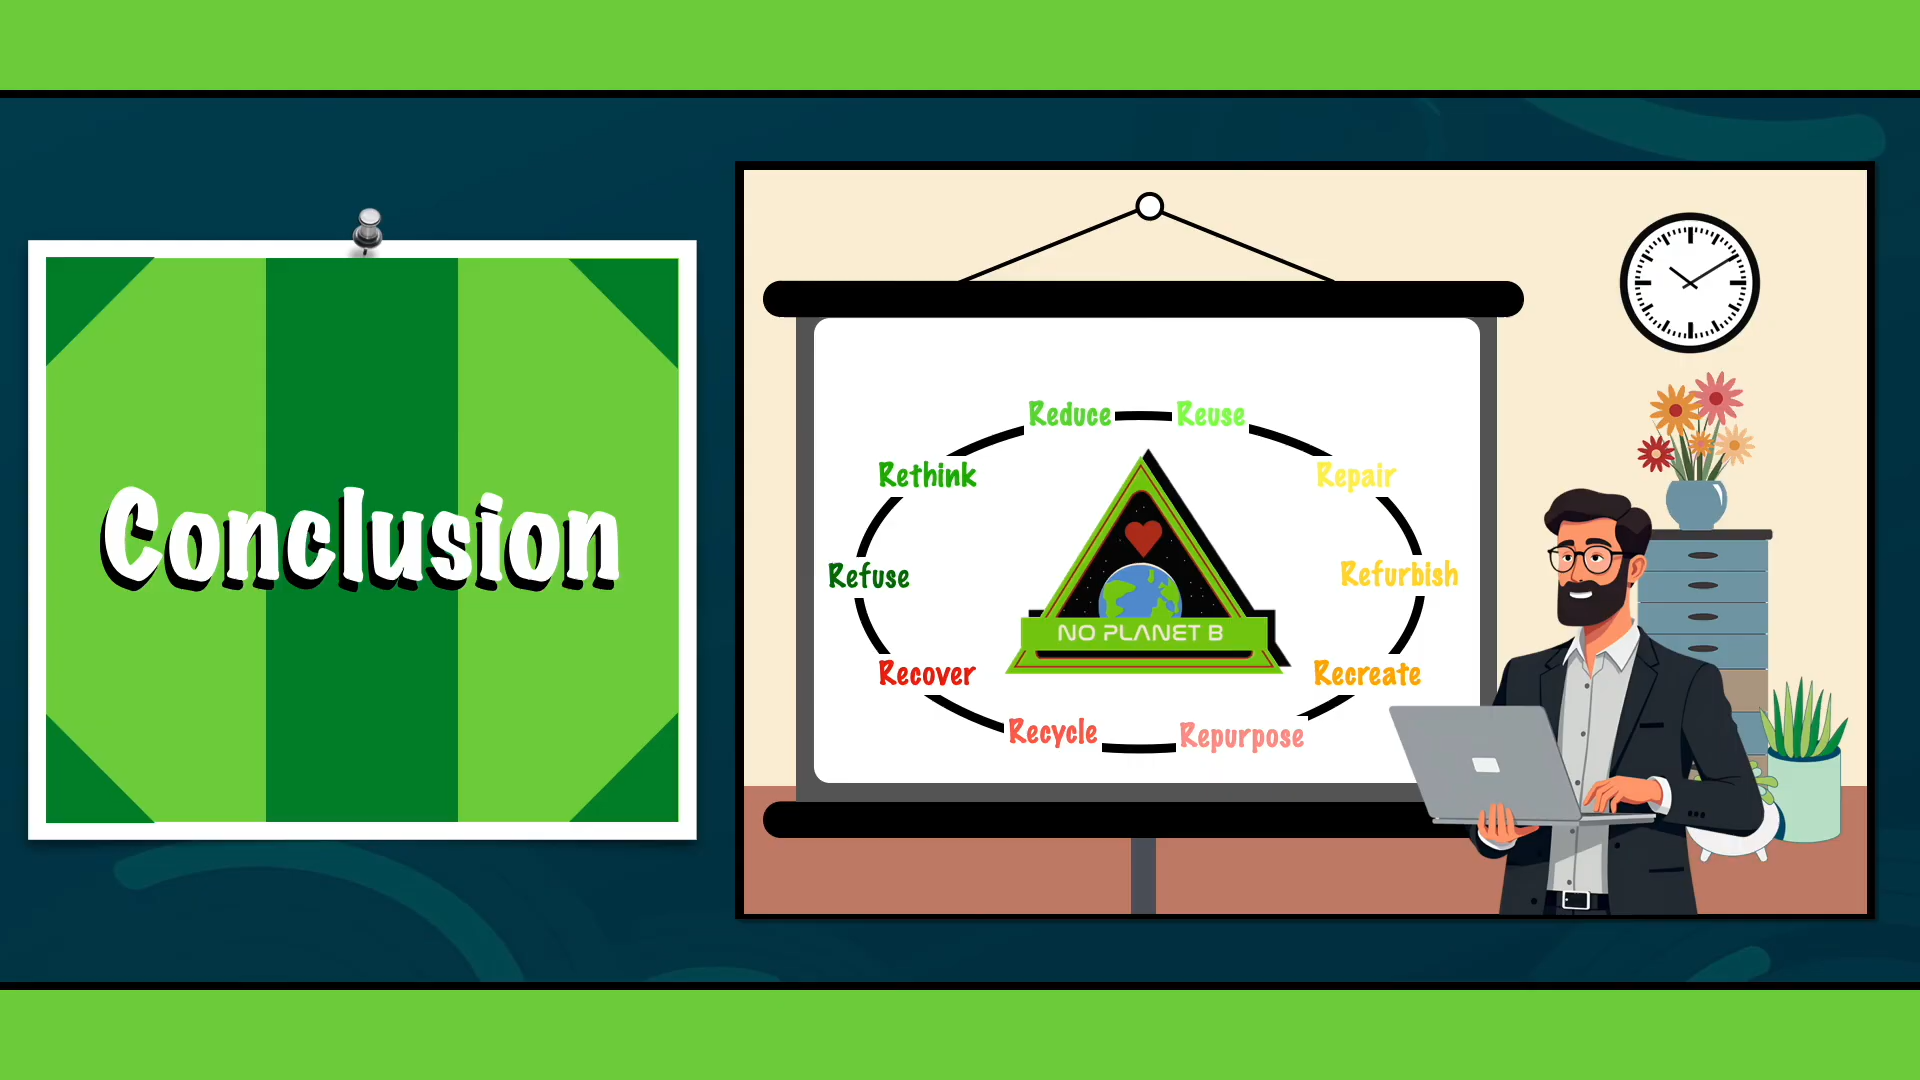 Conclusion
Reduce
Reuse
Rethink
Repair
Refuse
Refurbish
NO PLANET B
Recover
Recreate
Recycle
Repurpose